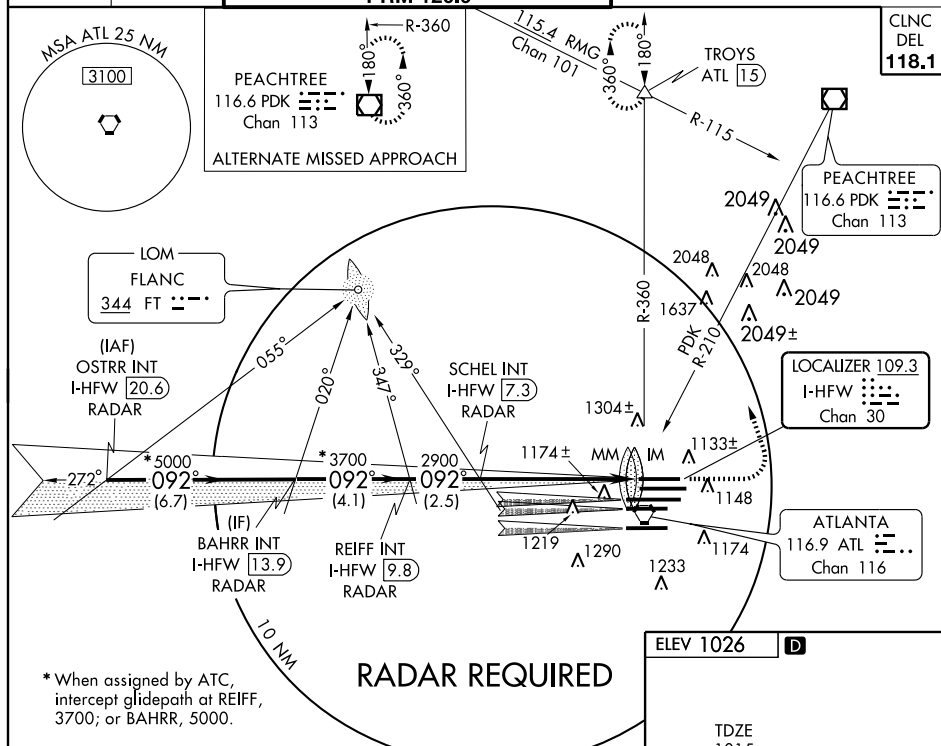 MSA ATL 25 NM
3100
R-360
180°
360°
PEACHTREE
116.6 PDK
Chan 113
ALTERNATE MISSED APPROACH
115.4 RMG
Chan 101
180°
360°
TROYS
ATL 15
CLNC
DEL
118.1
R-115
PEACHTREE
116.6 PDK
Chan 113
2049
2049
2048
2048
2049
1637
2049±
R-360
PDK
R-210
LOM
FLANC
344 FT
(IAF)
OSTRR INT
I-HFW 20.6
RADAR
055°
020°
347°
329°
SCHEL INT
I-HFW 7.3
RADAR
LOCALIZER 109.3
I-HFW
Chan 30
1304±
1174±
MM
IM
1133±
1148
272°
*5000
092°
(6.7)
*3700
092°
(4.1)
2900
092°
(2.5)
(IF)
BAHRR INT
I-HFW 13.9
RADAR
REIFF INT
I-HFW 9.8
RADAR
1219
1290
1233
1174
ATLANTA
116.9 ATL
Chan 116
10 NM
RADAR REQUIRED
* When assigned by ATC,
intercept glidepath at REIFF,
3700; or BAHRR, 5000.
ELEV 1026
D
TDZE